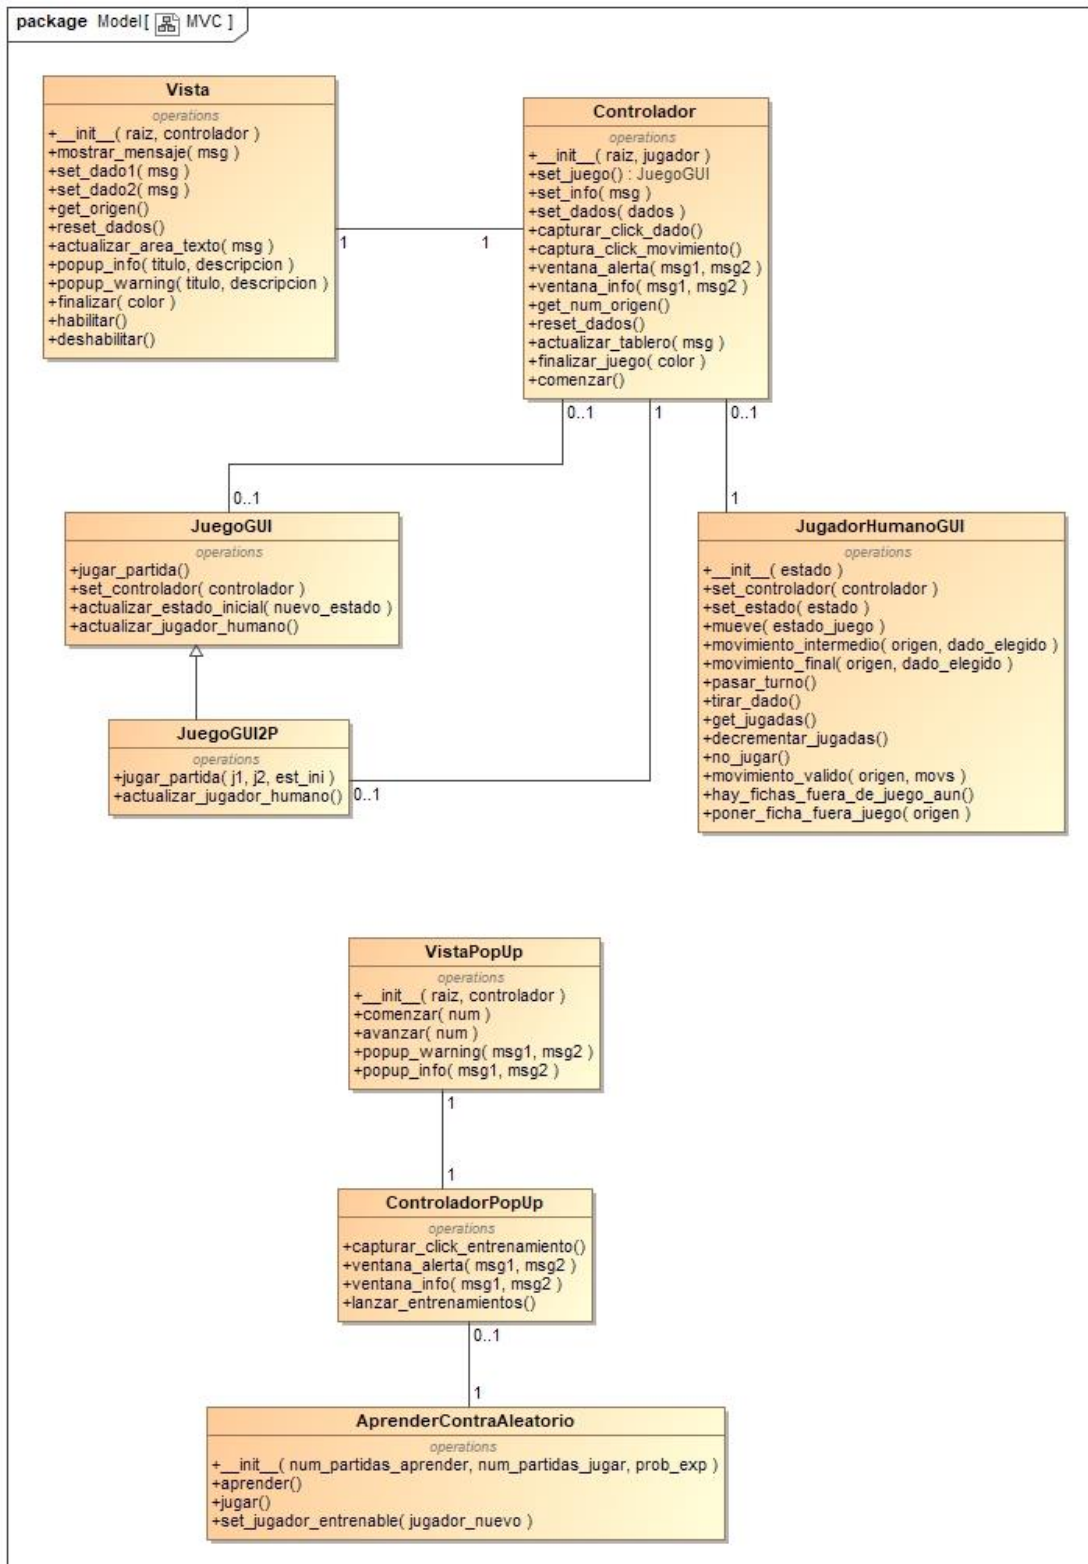 package Model[ MVC ]
Vista
operations
+__init__( raiz, controlador )
+mostrar_mensaje( msg )
+set_dado1( msg )
+set_dado2( msg )
+get_origen()
+reset_dados()
+actualizar_area_texto( msg )
+popup_info( titulo, descripcion )
+popup_warning( titulo, descripcion )
+finalizar( color )
+habilitar()
+deshabilitar()
1
1
Controlador
operations
+__init__( raiz, jugador )
+set_juego() : JuegoGUI
+set_info( msg )
+set_dados( dados )
+capturar_click_dado()
+captura_click_movimiento()
+ventana_alerta( msg1, msg2 )
+ventana_info( msg1, msg2 )
+get_num_origen()
+reset_dados()
+actualizar_tablero( msg )
+finalizar_juego( color )
+comenzar()
0..1
1
0..1
0..1
1
JuegoGUI
operations
+jugar_partida()
+set_controlador( controlador )
+actualizar_estado_inicial( nuevo_estado )
+actualizar_jugador_humano()
JuegoGUI2P
operations
+jugar_partida( j1, j2, est_ini )
+actualizar_jugador_humano()
0..1
JugadorHumanoGUI
operations
+__init__( estado )
+set_controlador( controlador )
+set_estado( estado )
+mueve( estado_juego )
+movimiento_intermedio( origen, dado_elegido )
+movimiento_final( origen, dado_elegido )
+pasar_turno()
+tirar_dado()
+get_jugadas()
+decrementar_jugadas()
+no_jugar()
+movimiento_valido( origen, movs )
+hay_fichas_fuera_de_juego_aun()
+poner_ficha_fuera_juego( origen )
VistaPopUp
operations
+__init__( raiz, controlador )
+comenzar( num )
+avanzar( num )
+popup_warning( msg1, msg2 )
+popup_info( msg1, msg2 )
1
1
ControladorPopUp
operations
+capturar_click_entrenamiento()
+ventana_alerta( msg1, msg2 )
+ventana_info( msg1, msg2 )
+lanzar_entrenamientos()
0..1
1
AprenderContraAleatorio
operations
+__init__( num_partidas_aprender, num_partidas_jugar, prob_exp )
+aprender()
+jugar()
+set_jugador_entrenable( jugador_nuevo )